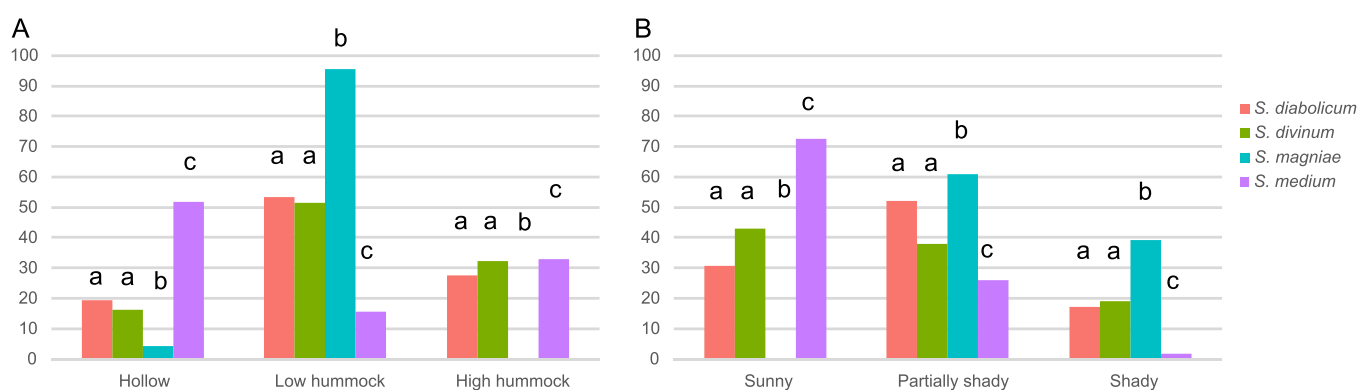 A
100
90
80
70
60
50
40
30
20
10
0
a a b c
a a b c
a a b c
Hollow Low hummock High hummock
B
100
90
80
70
60
50
40
30
20
10
0
a a b c
a a b c
a a b c
Sunny Partially shady Shady
S. diabolicum
S. divinum
S. magniae
S. medium